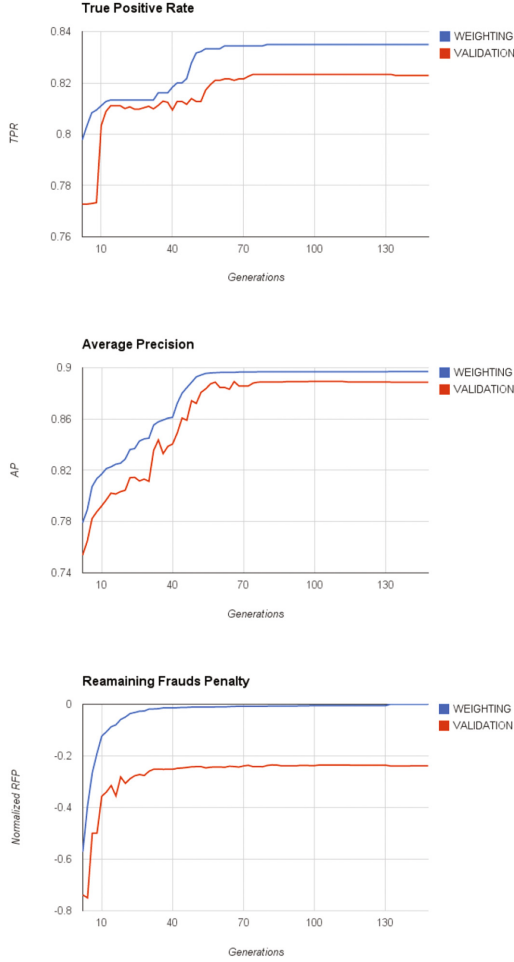 True Positive Rate
0.84
WEIGHTING
VALIDATION
0.82
0.8
TPR
0.78
0.76
10 40 70 100 130
Generations
Average Precision
0.9
WEIGHTING
VALIDATION
0.86
0.82
AP
0.78
0.74
10 40 70 100 130
Generations
Reamaining Frauds Penalty
0
WEIGHTING
VALIDATION
-0.2
-0.4
Normalized RFP
-0.6
-0.8
10 40 70 100 130
Generations